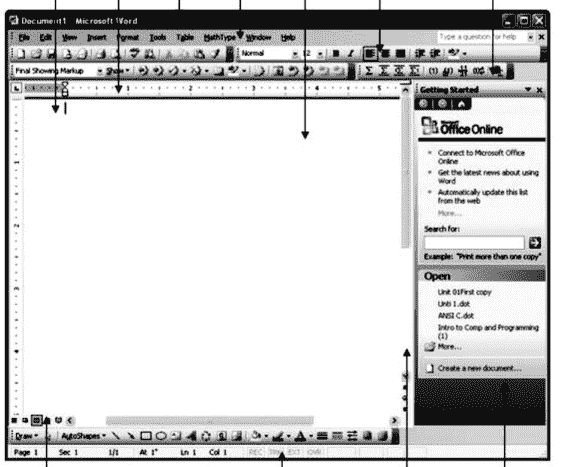 Document1 Microsoft Word
File Edit View Insert Format Tools Table MathType Window Help
Type a question for help
Normal 12
Final Showing Markup Show
Getting Started
Microsoft
Office Online
Connect to Microsoft Office
Online
Get the latest news about using
Word
Automatically update this list
from the web
More...
Search for:
Example: "Print more than one copy"
Open
Unit 01First copy
Unti 1.dot
ANSI C.dot
Intro to Comp and Programming
(1)
More...
Create a new document...
Draw AutoShapes
Page 1 Sec 1 1/1 At 1" Ln 1 Col 1 REC TRK EXT OVR